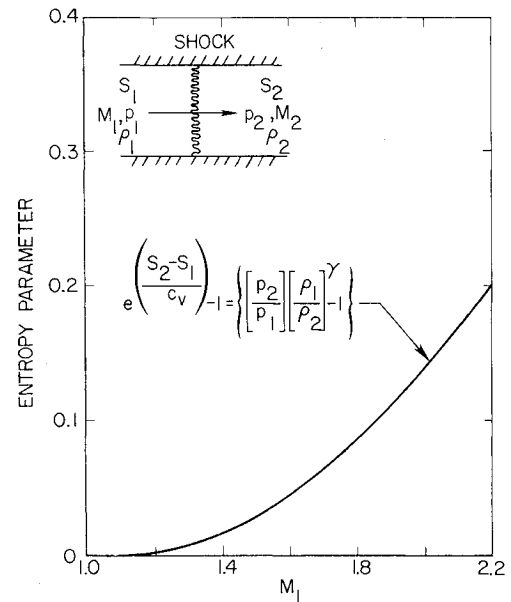 0.4
SHOCK
S₁
S₂
M₁, p₁
p₂, M₂
ρ₁
ρ₂
0.3
e^((S₂-S₁)/c_v) -1 = {[p₂/p₁][ρ₁/ρ₂]^γ -1}
0.2
ENTROPY PARAMETER
0.1
0
1.0 1.4 1.8 2.2
M₁